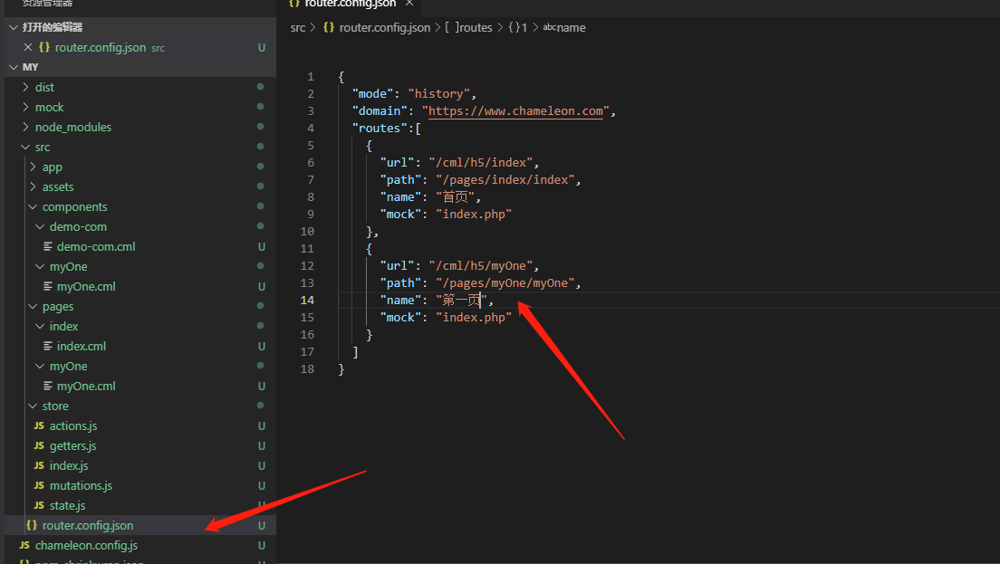 资源管理器
打开的编辑器
router.config.json src U
MY
dist
mock
node_modules
src
app
assets
components
demo-com
demo-com.cml U
myOne
myOne.cml U
pages
index
index.cml U
myOne
myOne.cml U
store
JS actions.js U
JS getters.js U
JS index.js U
JS mutations.js U
JS state.js U
{} router.config.json U
JS chameleon.config.js U
{} npm-shrinkwrap.json U
{} router.config.json ×
src > {} router.config.json > [ ]routes > {}1 > abc name
1 {
2 "mode": "history",
3 "domain": "https://www.chameleon.com",
4 "routes":[
5 {
6 "url": "/cml/h5/index",
7 "path": "/pages/index/index",
8 "name": "首页",
9 "mock": "index.php"
10 },
11 {
12 "url": "/cml/h5/myOne",
13 "path": "/pages/myOne/myOne",
14 "name": "第一页",
15 "mock": "index.php"
16 }
17 ]
18 }